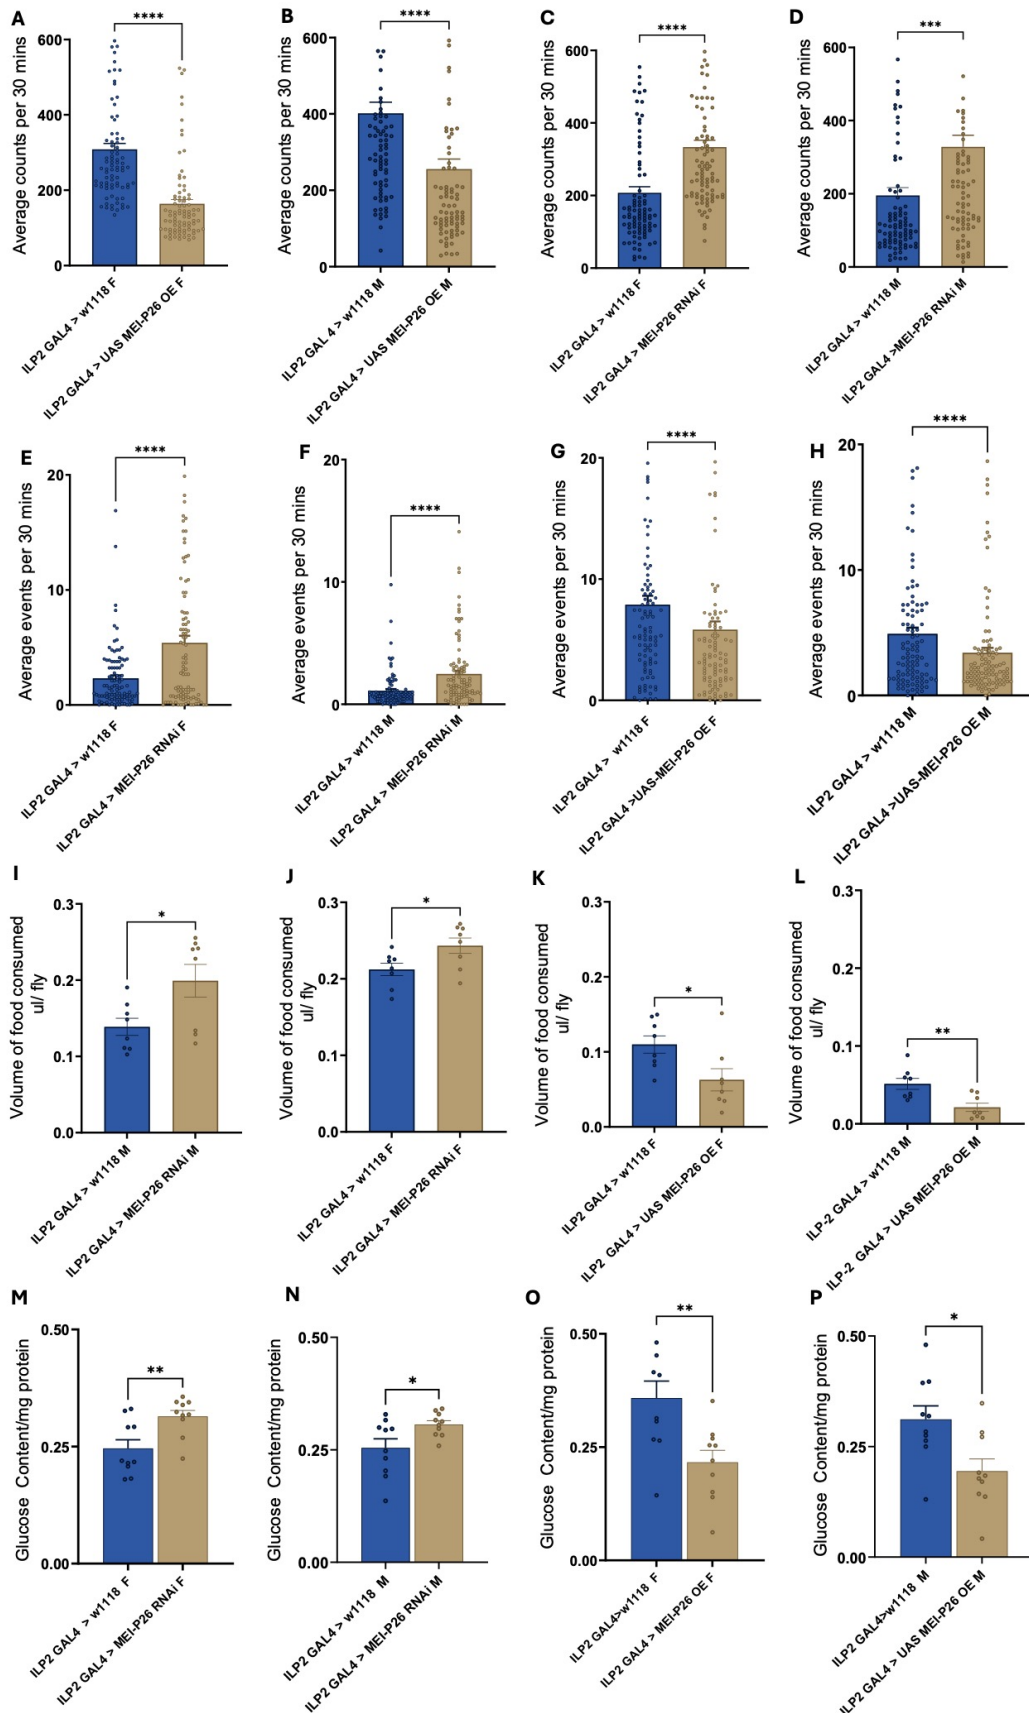 A
****
Average counts per 30 mins
600
400
200
0
ILP2 GAL4 > w1118 F
ILP2 GAL4 > UAS MEI-P26 OE F
B
****
Average counts per 30 mins
600
400
200
0
ILP2 GAL 4 > w1118 M
ILP2 GAL4 > UAS MEI-P26 OE M
C
****
Average counts per 30 mins
600
400
200
0
ILP2 GAL4 > w1118 F
ILP2 GAL4 > MEI-P26 RNAi F
D
***
Average counts per 30 mins
600
400
200
0
ILP2 GAL4 > w1118 M
ILP2 GAL4 >MEI-P26 RNAi M
E
****
Average events per 30 mins
20
10
0
ILP2 GAL4 > w1118 F
ILP2 GAL4 > MEI-P26 RNAi F
F
****
Average events per 30 mins
20
10
0
ILP2 GAL4 > w1118 M
ILP2 GAL4 > MEI-P26 RNAi M
G
****
Average events per 30 mins
20
10
0
ILP2 GAL4 > w1118 F
ILP2 GAL4 >UAS-MEI-P26 OE F
H
****
Average events per 30 mins
20
10
0
ILP2 GAL4 > w1118 M
ILP2 GAL4 >UAS-MEI-P26 OE M
I
*
Volume of food consumed
ul/ fly
0.3
0.2
0.1
0.0
ILP2 GAL4 > w1118 M
ILP2 GAL4 > MEI-P26 RNAi M
J
*
Volume of food consumed
ul/ fly
0.3
0.2
0.1
0.0
ILP2 GAL4 > w1118 F
ILP2 GAL4 > MEI-P26 RNAi F
K
*
Volume of food consumed
ul/ fly
0.3
0.2
0.1
0.0
ILP2 GAL4 > w1118 F
ILP2 GAL4 > UAS MEI-P26 OE F
L
**
Volume of food consumed
ul/ fly
0.3
0.2
0.1
0.0
ILP-2 GAL4 > w1118 M
ILP-2 GAL4 > UAS MEI-P26 OE M
M
**
Glucose Content/mg protein
0.50
0.25
0.00
ILP2 GAL4 > w1118 F
ILP2 GAL4 > MEI-P26 RNAi F
N
*
Glucose Content/mg protein
0.50
0.25
0.00
ILP2 GAL4 > w1118 M
ILP2 GAL4 > MEI-P26 RNAi M
O
**
Glucose Content/mg protein
0.50
0.25
0.00
ILP2 GAL4>w1118 F
ILP2 GAL4 > MEI-P26 OE F
P
*
Glucose Content/mg protein
0.50
0.25
0.00
ILP2 GAL4>w1118 M
ILP2 GAL4 > UAS MEI-P26 OE M